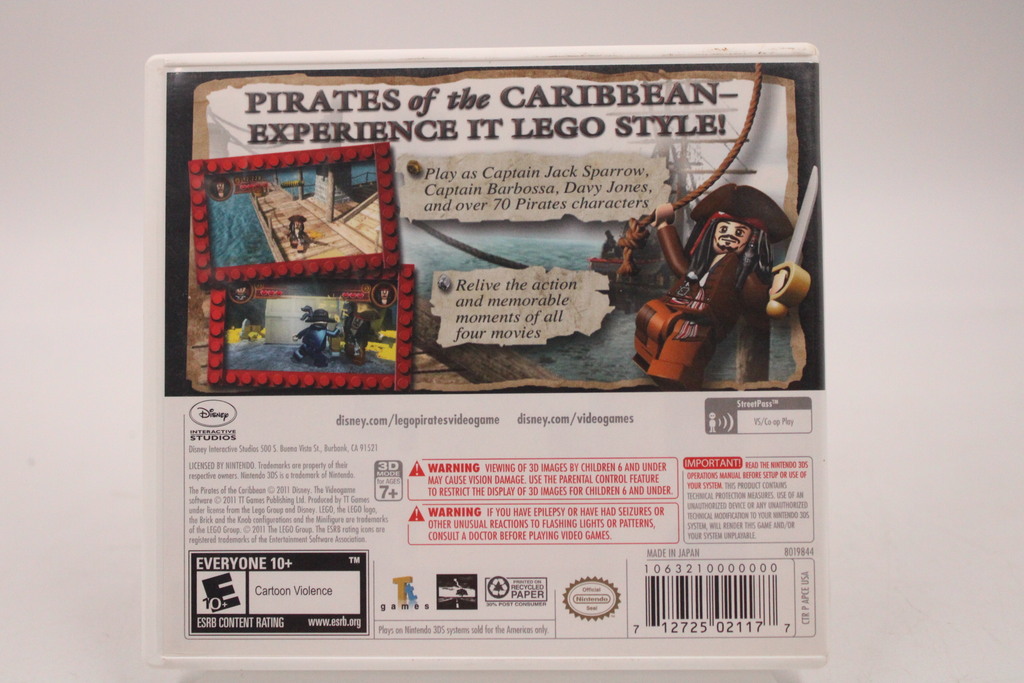 PIRATES of the CARIBBEAN–
EXPERIENCE IT LEGO STYLE!
Play as Captain Jack Sparrow,
Captain Barbossa, Davy Jones,
and over 70 Pirates characters
Relive the action
and memorable
moments of all
four movies
Disney
INTERACTIVE
STUDIOS
disney.com/legopiratesvideogame disney.com/videogames
StreetPass™
VS/Co-op Play
Disney Interactive Studios 500 S. Buena Vista St., Burbank, CA 91521
LICENSED BY NINTENDO. Trademarks are property of their
respective owners. Nintendo 3DS is a trademark of Nintendo.
3D
MODE
for AGES
7+
The Pirates of the Caribbean © 2011 Disney. The Videogame
software © 2011 TT Games Publishing Ltd. Produced by TT Games
under license from the Lego Group and Disney. LEGO, the LEGO logo,
the Brick and the Knob configurations and the Minifigure are trademarks
of the LEGO Group. © 2011 The LEGO Group. The ESRB rating icons are
registered trademarks of the Entertainment Software Association.
WARNING VIEWING OF 3D IMAGES BY CHILDREN 6 AND UNDER
MAY CAUSE VISION DAMAGE. USE THE PARENTAL CONTROL FEATURE
TO RESTRICT THE DISPLAY OF 3D IMAGES FOR CHILDREN 6 AND UNDER.
WARNING IF YOU HAVE EPILEPSY OR HAVE HAD SEIZURES OR
OTHER UNUSUAL REACTIONS TO FLASHING LIGHTS OR PATTERNS,
CONSULT A DOCTOR BEFORE PLAYING VIDEO GAMES.
IMPORTANT! READ THE NINTENDO 3DS
OPERATIONS MANUAL BEFORE SETUP OR USE OF
YOUR SYSTEM. THIS PRODUCT CONTAINS
TECHNICAL PROTECTION MEASURES. USE OF AN
UNAUTHORIZED DEVICE OR ANY UNAUTHORIZED
TECHNICAL MODIFICATION TO YOUR NINTENDO 3DS
SYSTEM, WILL RENDER THIS GAME AND/OR
YOUR SYSTEM UNPLAYABLE.
EVERYONE 10+ ™
E
10+
Cartoon Violence
ESRB CONTENT RATING www.esrb.org
games
PRINTED ON
RECYCLED
PAPER
30% POST CONSUMER
Plays on Nintendo 3DS systems sold for the Americas only.
Official
Nintendo
Seal
MADE IN JAPAN 8019844
1063210000000
7 12725 02117 7
CTR P APCE USA